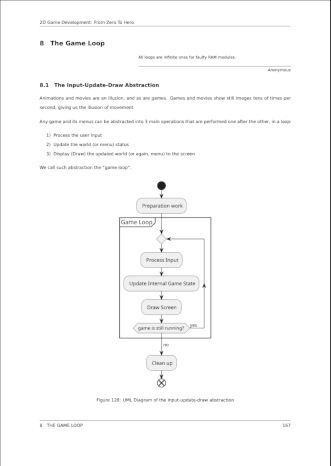 2D Game Development: From Zero To Hero
8 The Game Loop
All loops are infinite ones for faulty RAM modules.
Anonymous
8.1 The Input-Update-Draw Abstraction
Animations and movies are an illusion, and so are games. Games and movies show still images tens of times per
second, giving us the illusion of movement.
Any game and its menus can be abstracted into 3 main operations that are performed one after the other, in a loop
1) Process the user input
2) Update the world (or menu) status
3) Display (Draw) the updated world (or again, menu) to the screen
We call such abstraction the "game loop".
Preparation work
Game Loop
Process Input
Update Internal Game State
Draw Screen
game is still running?
yes
no
Clean up
Figure 128: UML Diagram of the input-update-draw abstraction
8 THE GAME LOOP
167